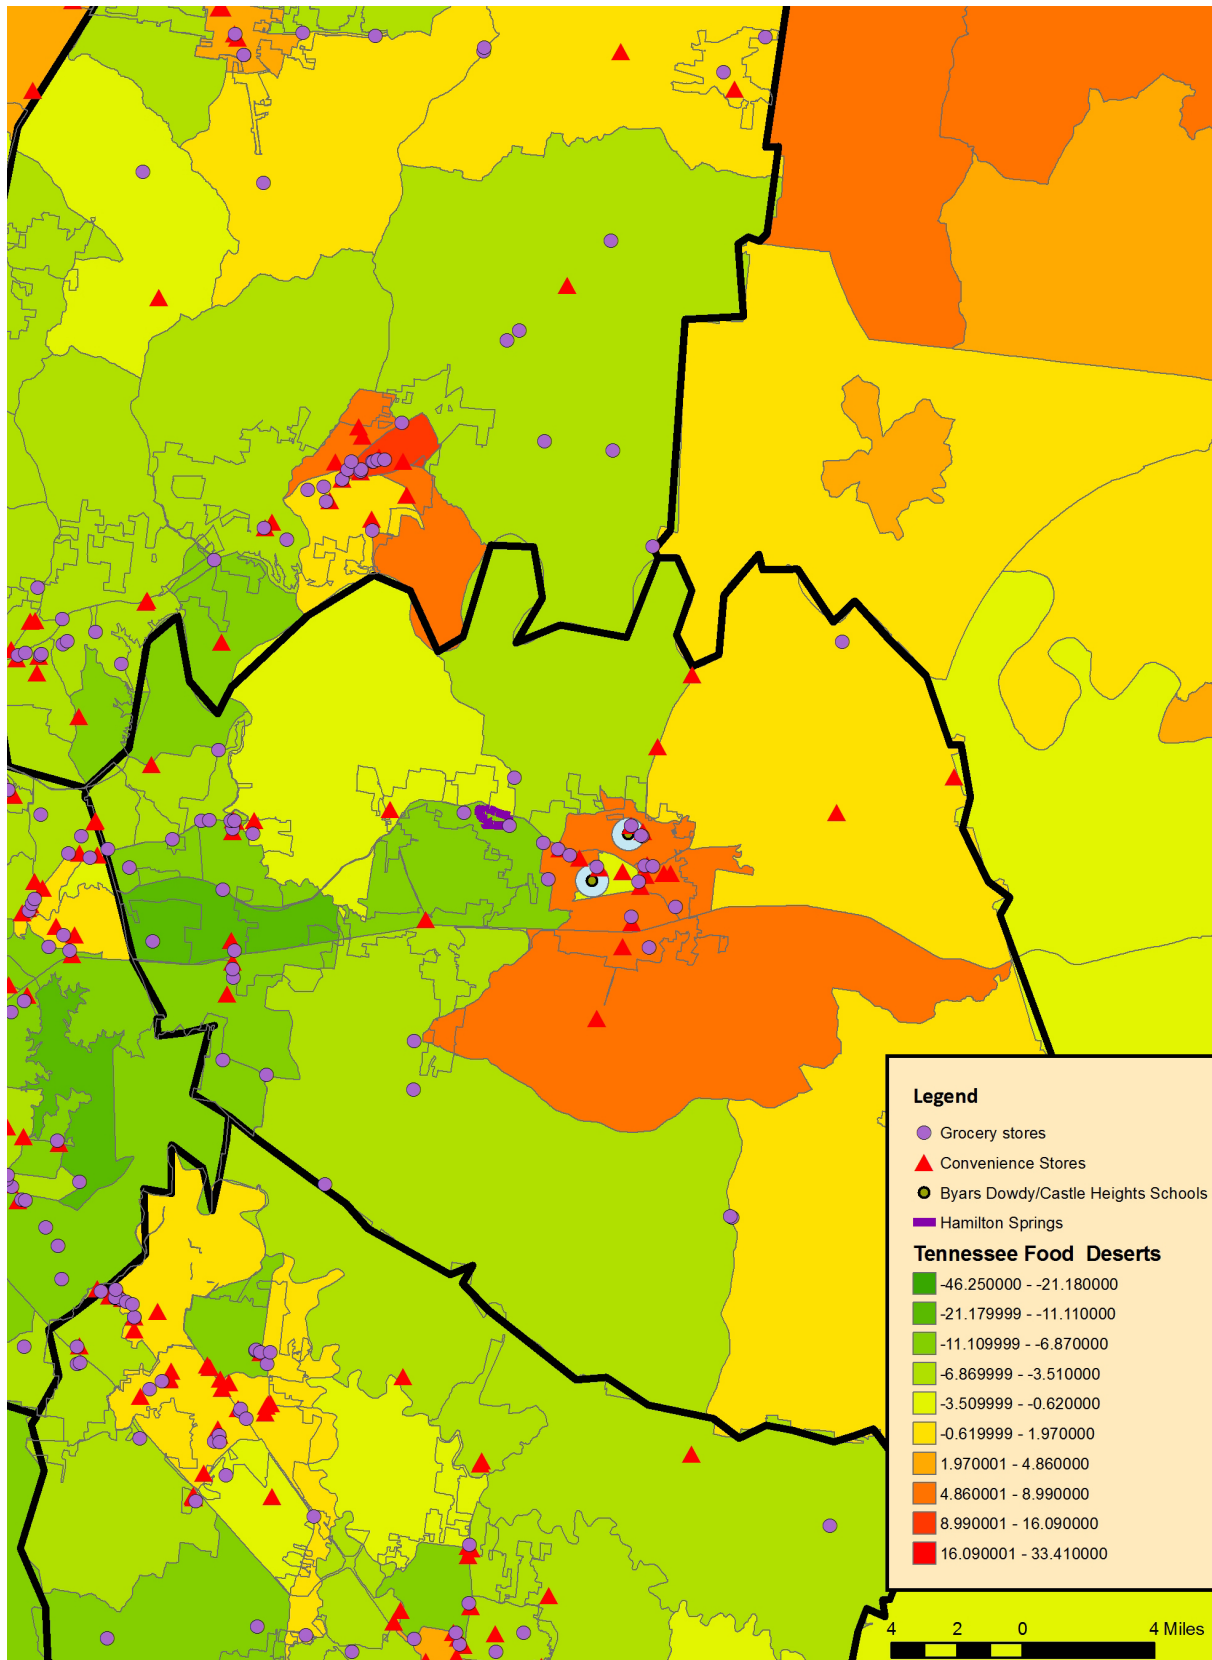 Legend
Grocery stores
Convenience Stores
Byars Dowdy/Castle Heights Schools
Hamilton Springs
Tennessee Food Deserts
-46.250000 - -21.180000
-21.179999 - -11.110000
-11.109999 - -6.870000
-6.869999 - -3.510000
-3.509999 - -0.620000
-0.619999 - 1.970000
1.970001 - 4.860000
4.860001 - 8.990000
8.990001 - 16.090000
16.090001 - 33.410000
4 2 0 4 Miles